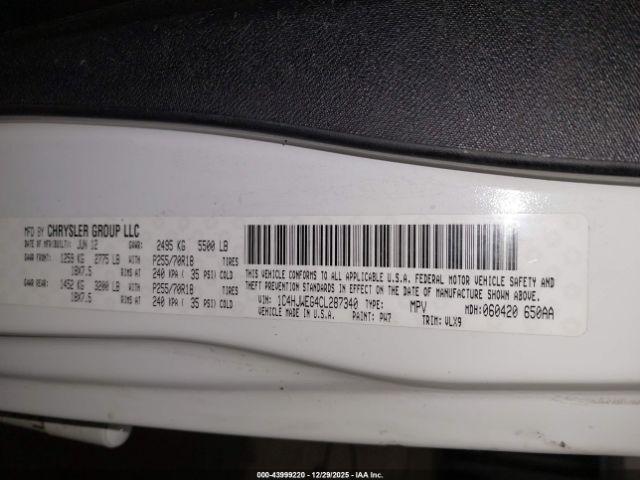 MFD BY CHRYSLER GROUP LLC
DATE OF MFR(BUILT): JUN 12 GVWR: 2495 KG 5500 LB
GAWR FRONT: 1259 KG 2775 LB WITH P255/70R18 TIRES
18X7.5 RIMS AT 240 KPA ( 35 PSI) COLD
GAWR REAR: 1452 KG 3200 LB WITH P255/70R18 TIRES
18X7.5 RIMS AT 240 KPA ( 35 PSI) COLD
THIS VEHICLE CONFORMS TO ALL APPLICABLE U.S.A. FEDERAL MOTOR VEHICLE SAFETY AND
THEFT PREVENTION STANDARDS IN EFFECT ON THE DATE OF MANUFACTURE SHOWN ABOVE.
VIN: 1C4HJWEG4CL287340 TYPE: MPV MDH: 060420 650AA
VEHICLE MADE IN U.S.A. PAINT: PW7 TRIM: VLX9
000-43999220 • 12/29/2025 • IAA Inc.